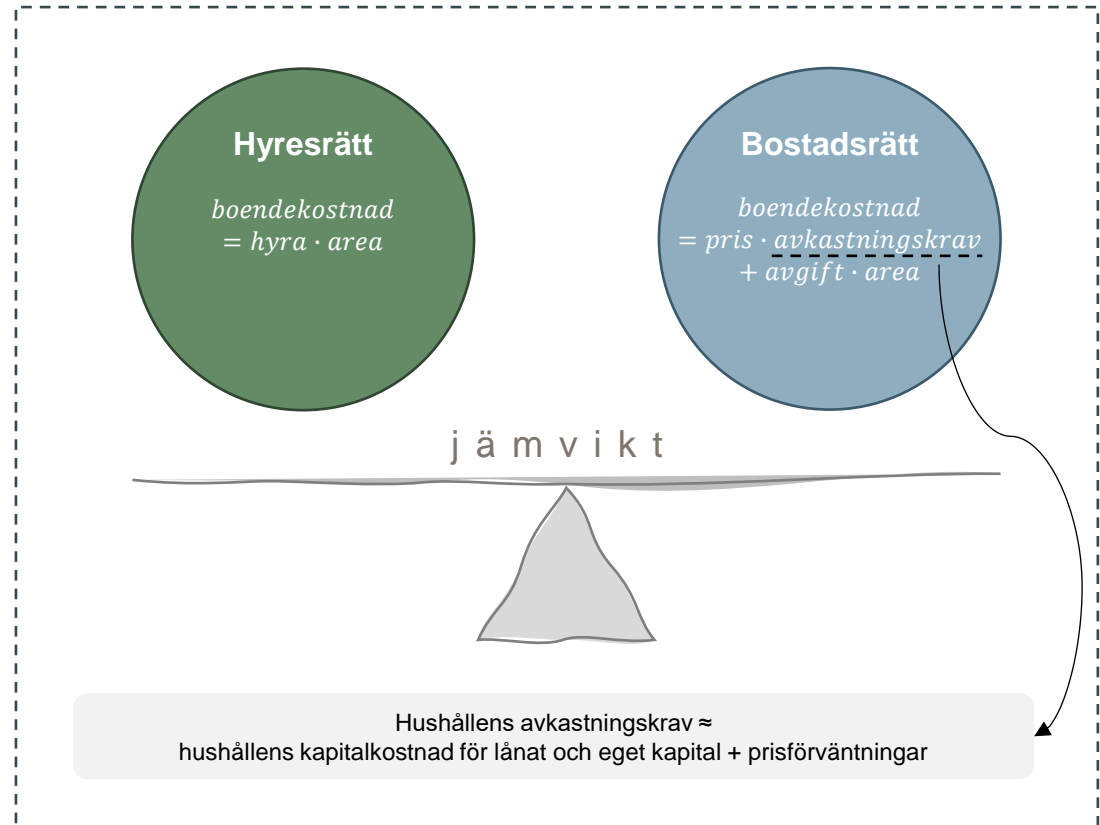 Hyresrätt
boendekostnad
= hyra · area
Bostadsrätt
boendekostnad
= pris · avkastningskrav
+ avgift · area
jämvikt
Hushållens avkastningskrav ≈
hushållens kapitalkostnad för lånat och eget kapital + prisförväntningar